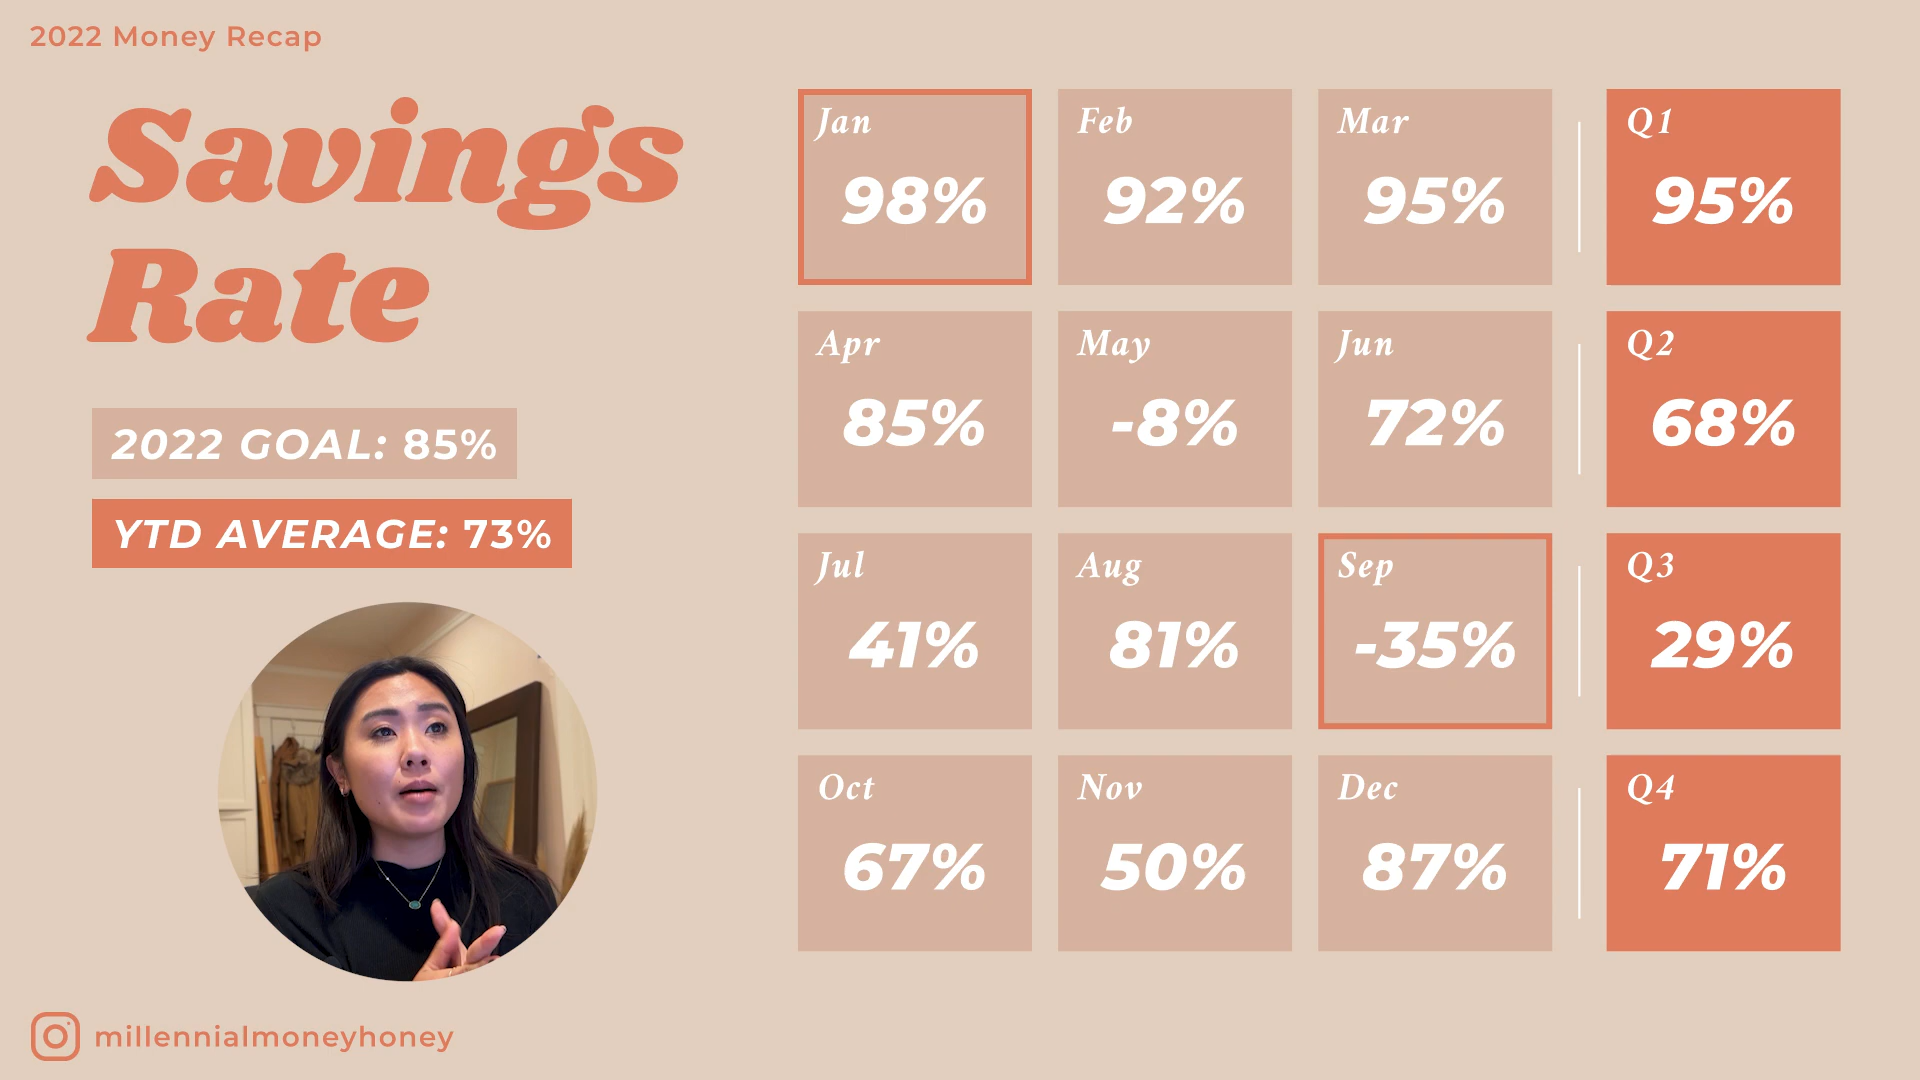 2022 Money Recap
Savings
Rate
2022 GOAL: 85%
YTD AVERAGE: 73%
Jan
98%
Feb
92%
Mar
95%
Q1
95%
Apr
85%
May
-8%
Jun
72%
Q2
68%
Jul
41%
Aug
81%
Sep
-35%
Q3
29%
Oct
67%
Nov
50%
Dec
87%
Q4
71%
millennialmoneyhoney